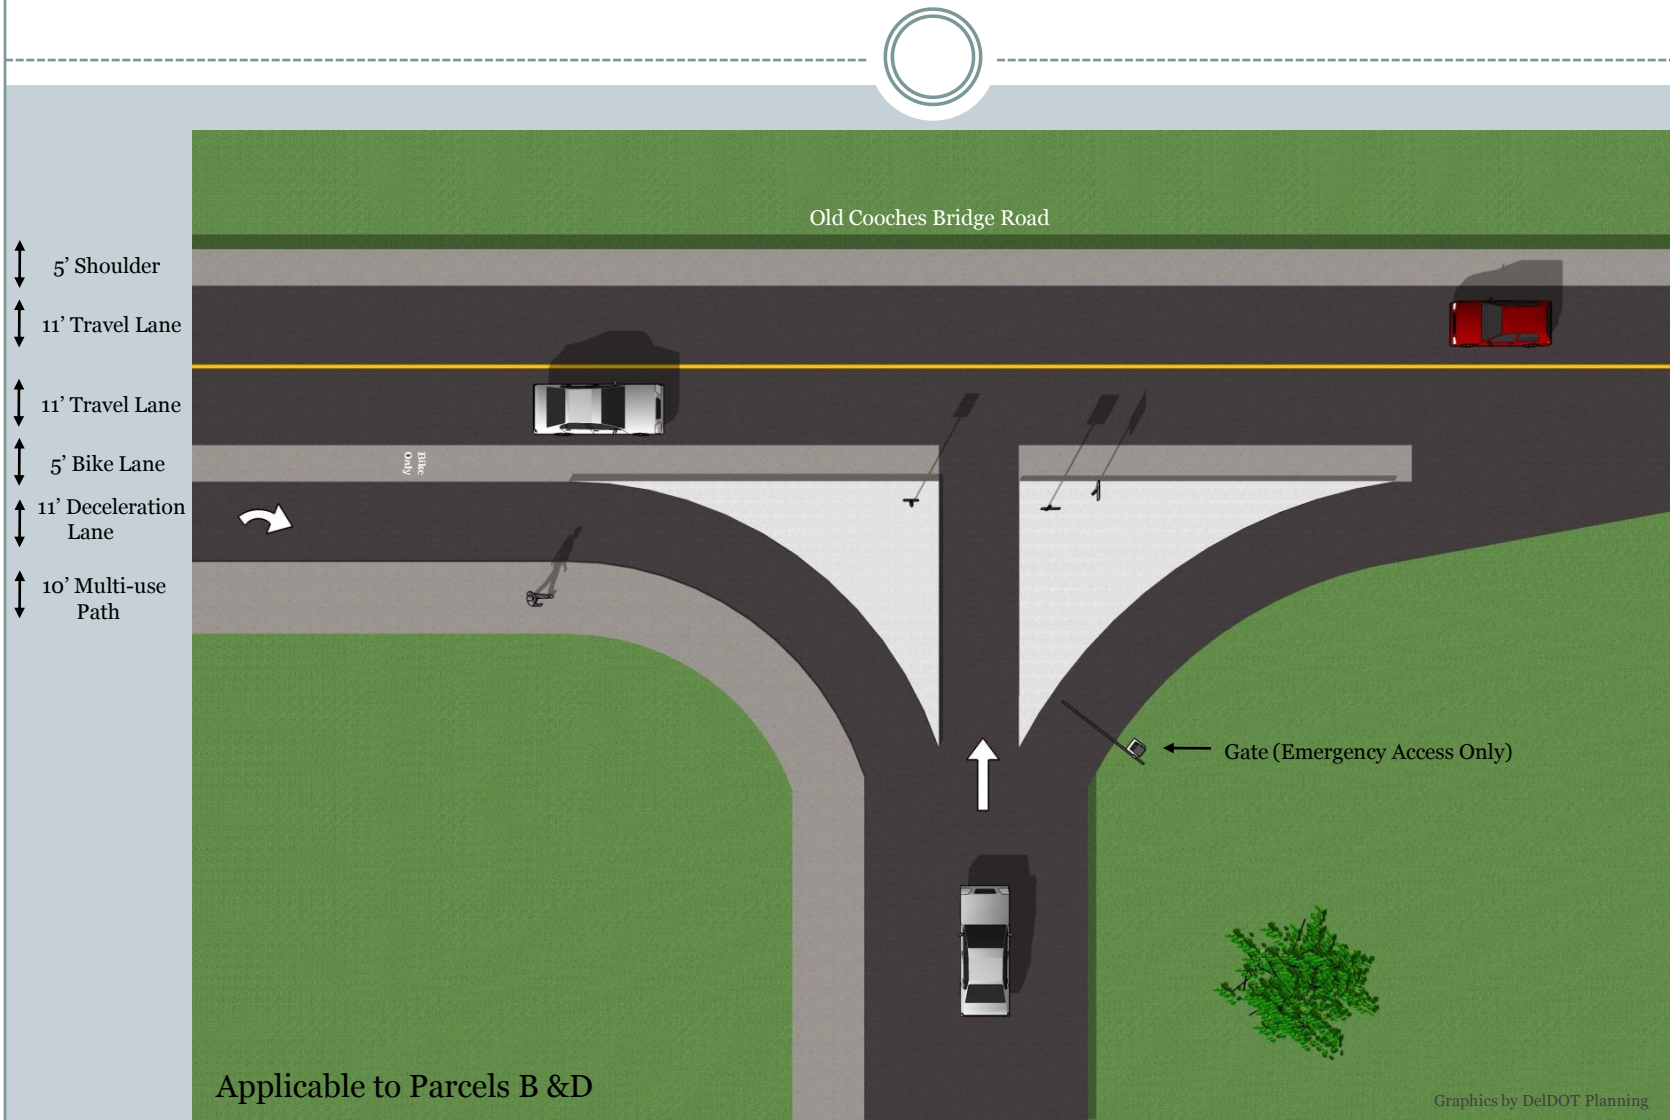 Old Cooches Bridge Road
5’ Shoulder
11’ Travel Lane
11’ Travel Lane
5’ Bike Lane
Bike
Only
11’ Deceleration
Lane
10’ Multi-use
Path
Gate (Emergency Access Only)
Applicable to Parcels B &D
Graphics by DelDOT Planning